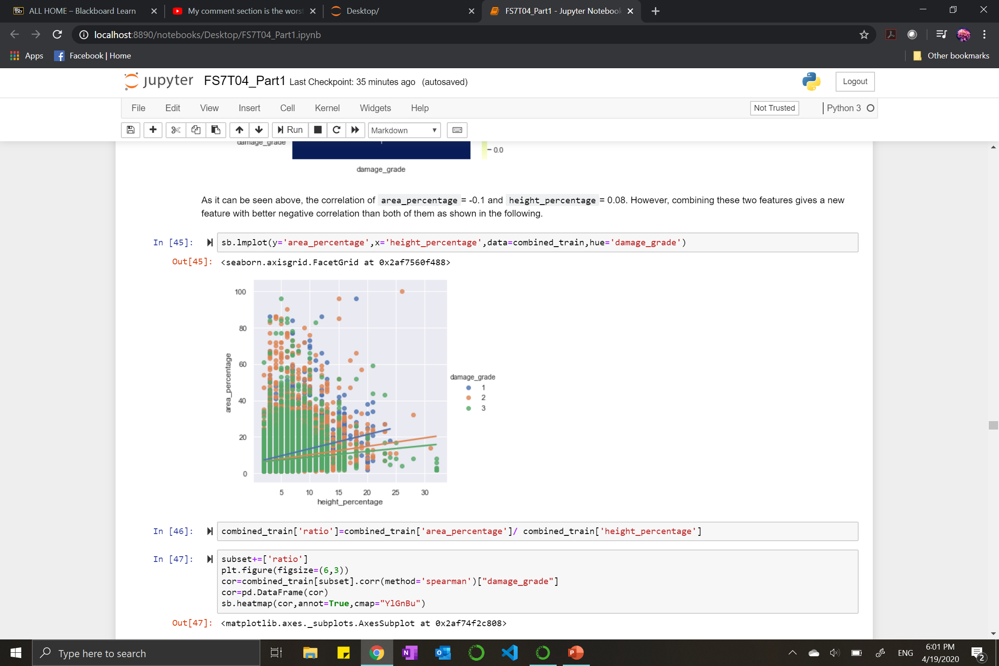 ALL HOME – Blackboard Learn
My comment section is the worst
Desktop/
FS7T04_Part1 - Jupyter Notebook
localhost:8890/notebooks/Desktop/FS7T04_Part1.ipynb
Apps
Facebook | Home
Other bookmarks
jupyter FS7T04_Part1 Last Checkpoint: 35 minutes ago (autosaved)
Logout
File Edit View Insert Cell Kernel Widgets Help
Not Trusted
Python 3
Run
Markdown
damage_grade
0.0
damage_grade
As it can be seen above, the correlation of area_percentage = -0.1 and height_percentage = 0.08. However, combining these two features gives a new
feature with better negative correlation than both of them as shown in the following.
In [45]:
sb.lmplot(y='area_percentage',x='height_percentage',data=combined_train,hue='damage_grade')
Out[45]: <seaborn.axisgrid.FacetGrid at 0x2af7560f488>
100
80
60
40
20
0
area_percentage
5 10 15 20 25 30
height_percentage
damage_grade
1
2
3
In [46]:
combined_train['ratio']=combined_train['area_percentage']/ combined_train['height_percentage']
In [47]:
subset+=['ratio']
plt.figure(figsize=(6,3))
cor=combined_train[subset].corr(method='spearman')["damage_grade"]
cor=pd.DataFrame(cor)
sb.heatmap(cor,annot=True,cmap="YlGnBu")
Out[47]: <matplotlib.axes._subplots.AxesSubplot at 0x2af74f2c808>
Type here to search
ENG
6:01 PM
4/19/2020
2